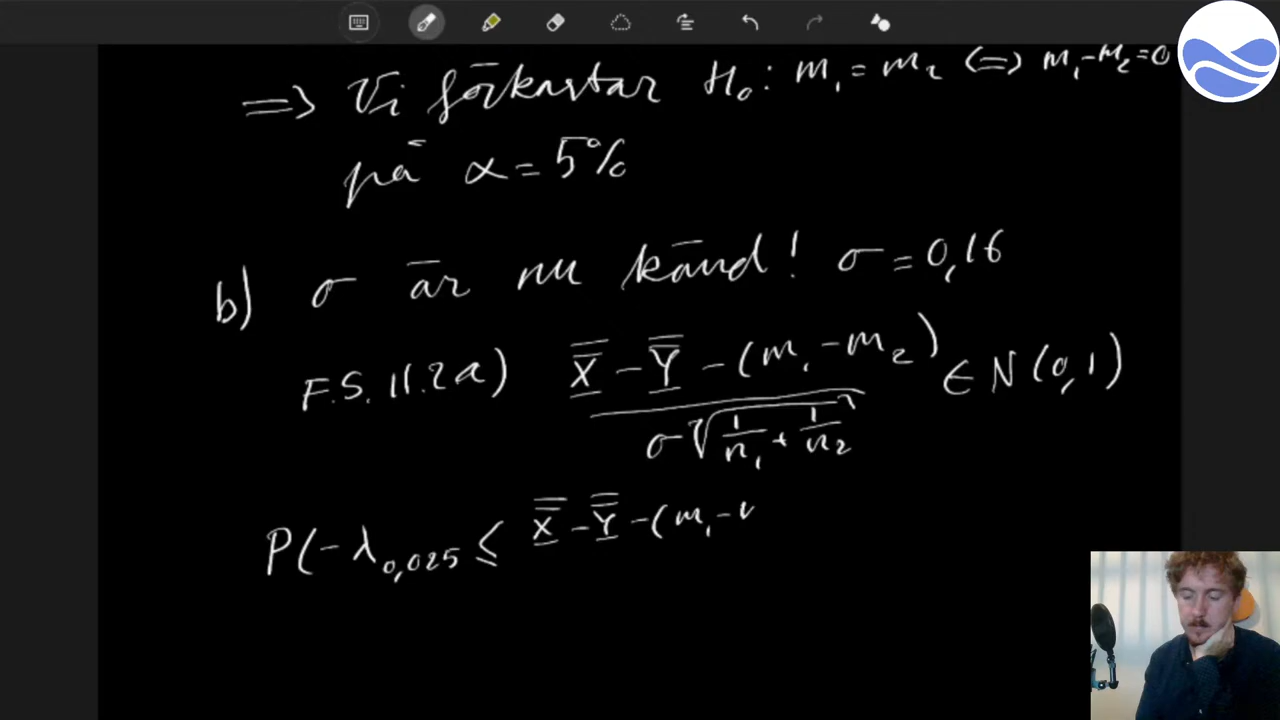 => Vi förkastar H₀: m₁ = m₂ <=> m₁-m₂=0
på α = 5%
b) σ är nu känd! σ = 0,16
F.S. 11.2a) X̄ - Ȳ - (m₁ - m₂) ∈ N(0,1)
σ√(1/n₁ + 1/n₂)
P(-λ₀,₀₂₅ ≤ X̄ - Ȳ - (m₁ -